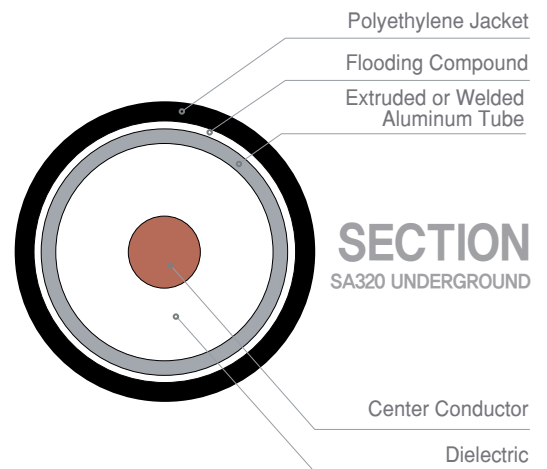 Polyethylene Jacket
Flooding Compound
Extruded or Welded
Aluminum Tube
SECTION
SA320 UNDERGROUND
Center Conductor
Dielectric